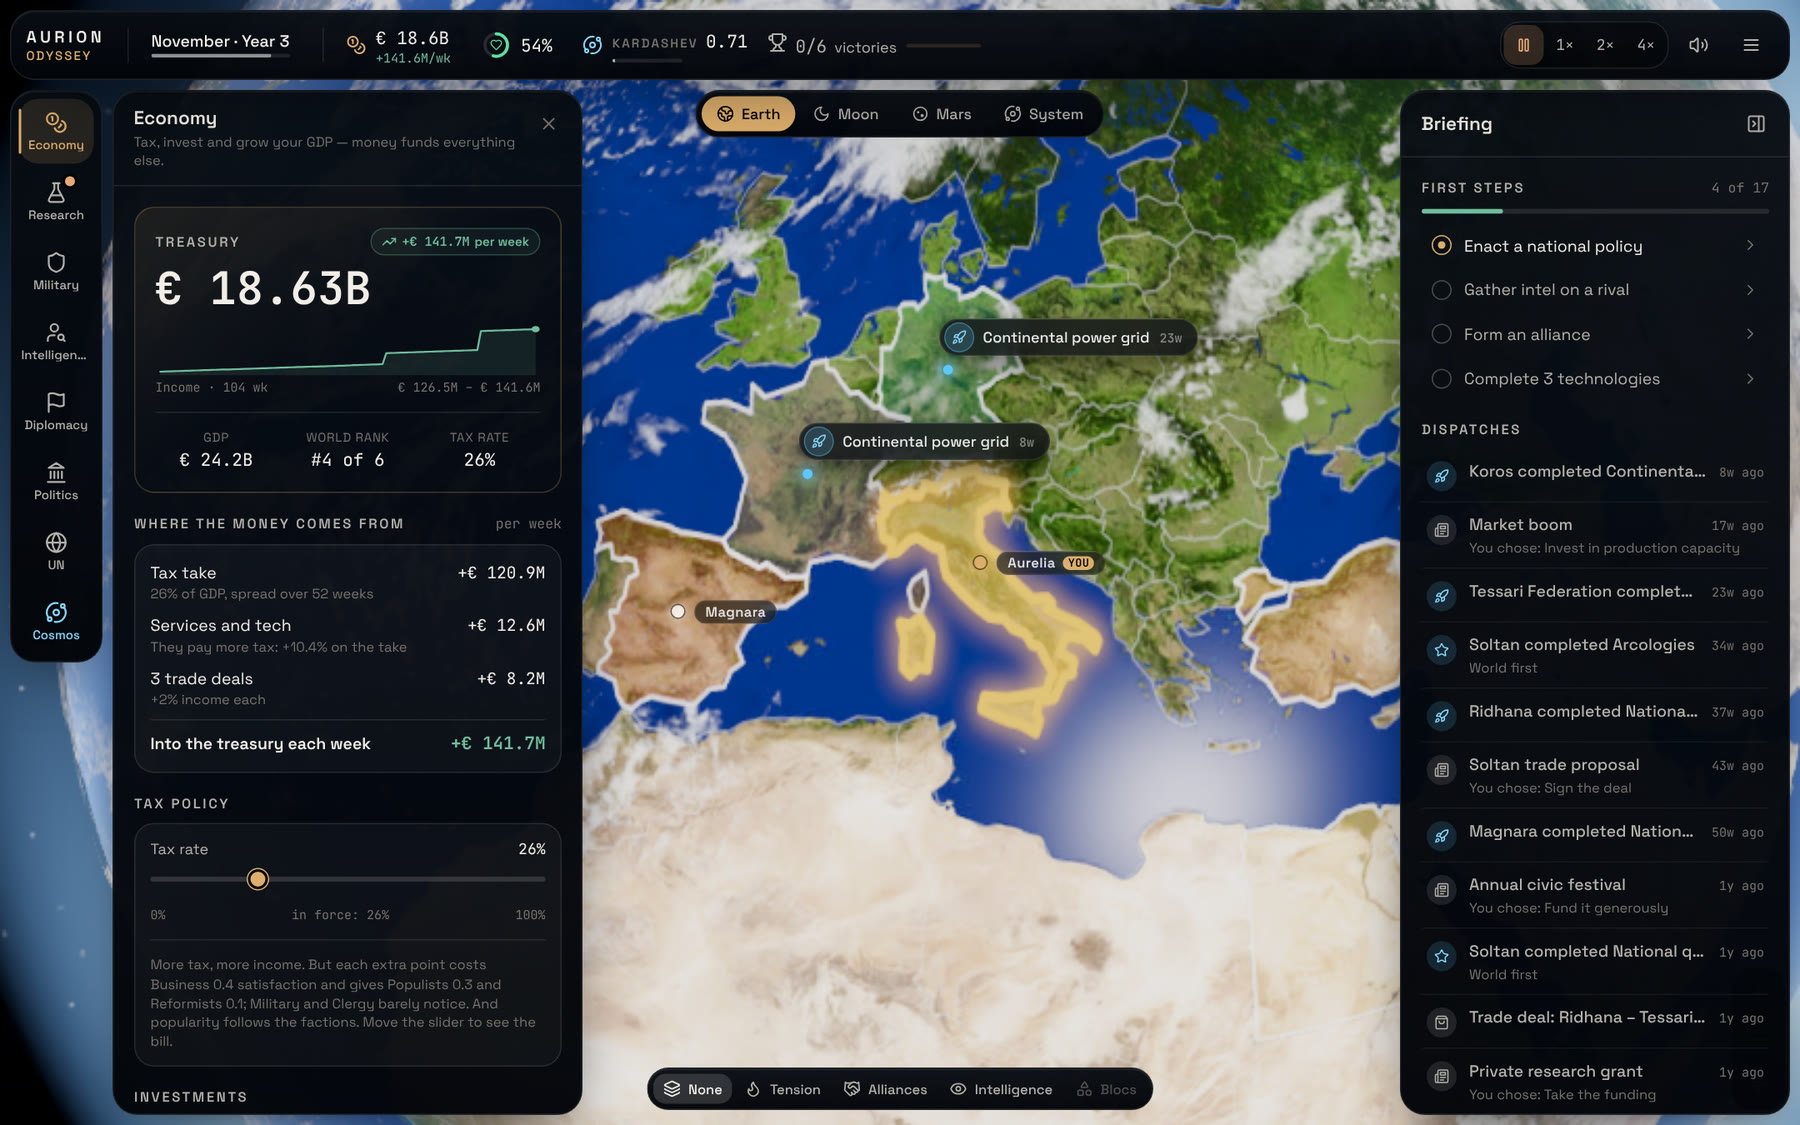 AURION
ODYSSEY
November · Year 3
€ 18.6B
+141.6M/wk
54%
KARDASHEV 0.71
0/6 victories
1×
2×
4×
Economy
Research
Military
Intelligen...
Diplomacy
Politics
UN
Cosmos
Economy
Tax, invest and grow your GDP — money funds everything
else.
TREASURY
+€ 141.7M per week
€ 18.63B
Income · 104 wk
€ 126.5M – € 141.6M
GDP
WORLD RANK
TAX RATE
€ 24.2B
#4 of 6
26%
WHERE THE MONEY COMES FROM
per week
Tax take
+€ 120.9M
26% of GDP, spread over 52 weeks
Services and tech
+€ 12.6M
They pay more tax: +10.4% on the take
3 trade deals
+€ 8.2M
+2% income each
Into the treasury each week
+€ 141.7M
TAX POLICY
Tax rate
26%
0%
in force: 26%
100%
More tax, more income. But each extra point costs
Business 0.4 satisfaction and gives Populists 0.3 and
Reformists 0.1; Military and Clergy barely notice. And
popularity follows the factions. Move the slider to see the
bill.
INVESTMENTS
Earth
Moon
Mars
System
Continental power grid 23w
Continental power grid 8w
Aurelia YOU
Magnara
None
Tension
Alliances
Intelligence
Blocs
Briefing
FIRST STEPS
4 of 17
Enact a national policy
Gather intel on a rival
Form an alliance
Complete 3 technologies
DISPATCHES
Koros completed Continenta... 8w ago
Market boom 17w ago
You chose: Invest in production capacity
Tessari Federation complet... 23w ago
Soltan completed Arcologies 34w ago
World first
Ridhana completed Nationa... 37w ago
Soltan trade proposal 43w ago
You chose: Sign the deal
Magnara completed Nation... 50w ago
Annual civic festival 1y ago
You chose: Fund it generously
Soltan completed National q... 1y ago
World first
Trade deal: Ridhana – Tessari... 1y ago
Private research grant 1y ago
You chose: Take the funding